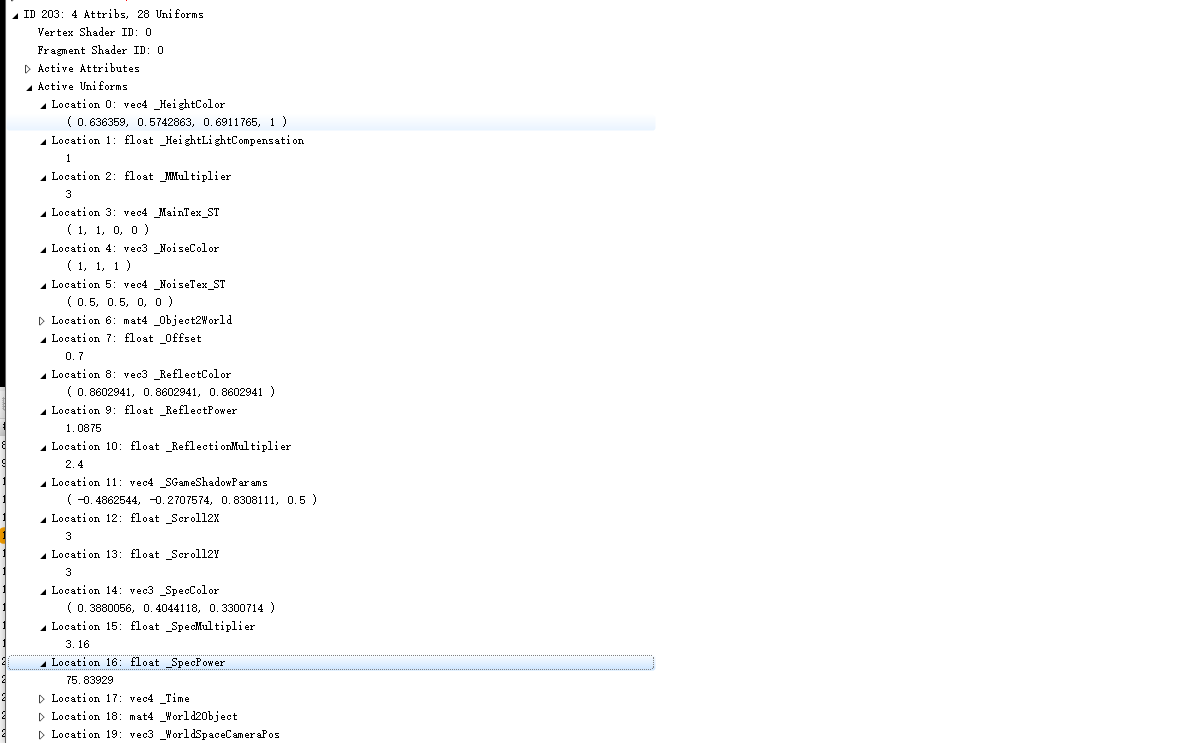 ID 203: 4 Attribs, 28 Uniforms
Vertex Shader ID: 0
Fragment Shader ID: 0
Active Attributes
Active Uniforms
Location 0: vec4 _HeightColor
( 0.636359, 0.5742863, 0.6911765, 1 )
Location 1: float _HeightLightCompensation
1
Location 2: float _MMultiplier
3
Location 3: vec4 _MainTex_ST
( 1, 1, 0, 0 )
Location 4: vec3 _NoiseColor
( 1, 1, 1 )
Location 5: vec4 _NoiseTex_ST
( 0.5, 0.5, 0, 0 )
Location 6: mat4 _Object2World
Location 7: float _Offset
0.7
Location 8: vec3 _ReflectColor
( 0.8602941, 0.8602941, 0.8602941 )
Location 9: float _ReflectPower
1.0875
Location 10: float _ReflectionMultiplier
2.4
Location 11: vec4 _SGameShadowParams
( -0.4862544, -0.2707574, 0.8308111, 0.5 )
Location 12: float _Scroll2X
3
Location 13: float _Scroll2Y
3
Location 14: vec3 _SpecColor
( 0.3880056, 0.4044118, 0.3300714 )
Location 15: float _SpecMultiplier
3.16
Location 16: float _SpecPower
75.83929
Location 17: vec4 _Time
Location 18: mat4 _World2Object
Location 19: vec3 _WorldSpaceCameraPos